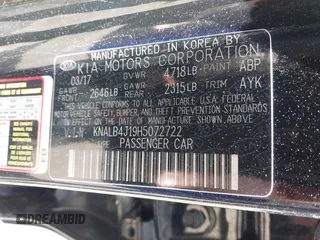 MANUFACTURED IN KOREA BY
KIA MOTORS CORPORATION
03/17 GVWR 4718LB PAINT ABP
GAWR FRONT 2646LB GAWR REAR 2315LB TRIM AYK
THIS VEHICLE CONFORMS TO ALL APPLICABLE
FEDERAL MOTOR VEHICLE SAFETY, BUMPER,
AND THEFT PREVENTION STANDARDS
IN EFFECT ON THE DATE OF MANUFACTURE SHOWN ABOVE.
V.I.N KNALB4J19H5072722
TYPE PASSENGER CAR
DREAMBID